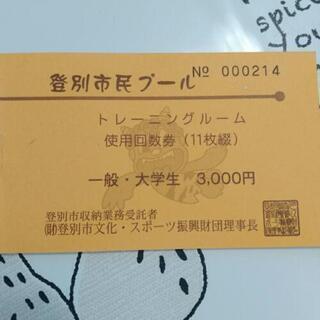 spice
you
登別市民プール
№ 000214
トレーニングルーム
使用回数券（11枚綴）
一般・大学生 3,000円
登別市収納業務受託者
㈶登別市文化・スポーツ振興財団理事長